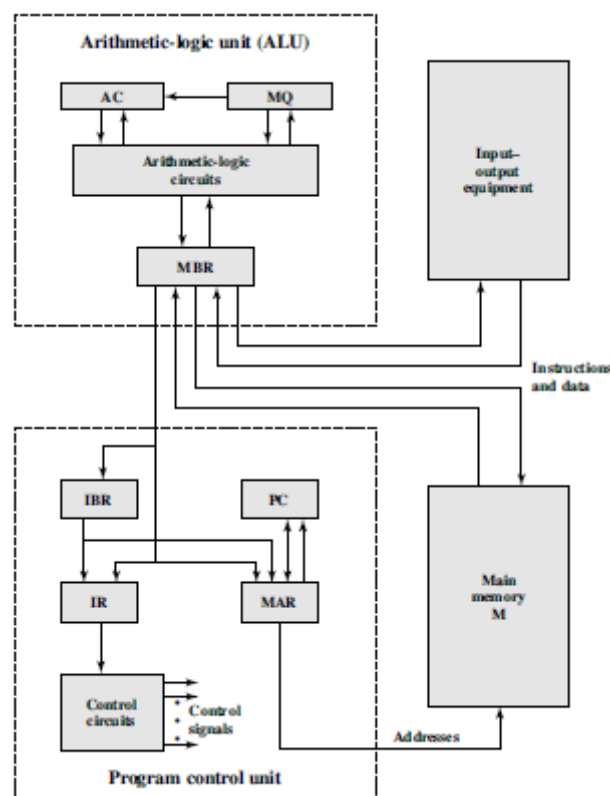 Arithmetic-logic unit (ALU)
AC
MQ
Arithmetic-logic
circuits
MBR
Input–
output
equipment
Instructions
and data
IBR
PC
IR
MAR
Main
memory
M
Control
circuits
Control
signals
Addresses
Program control unit